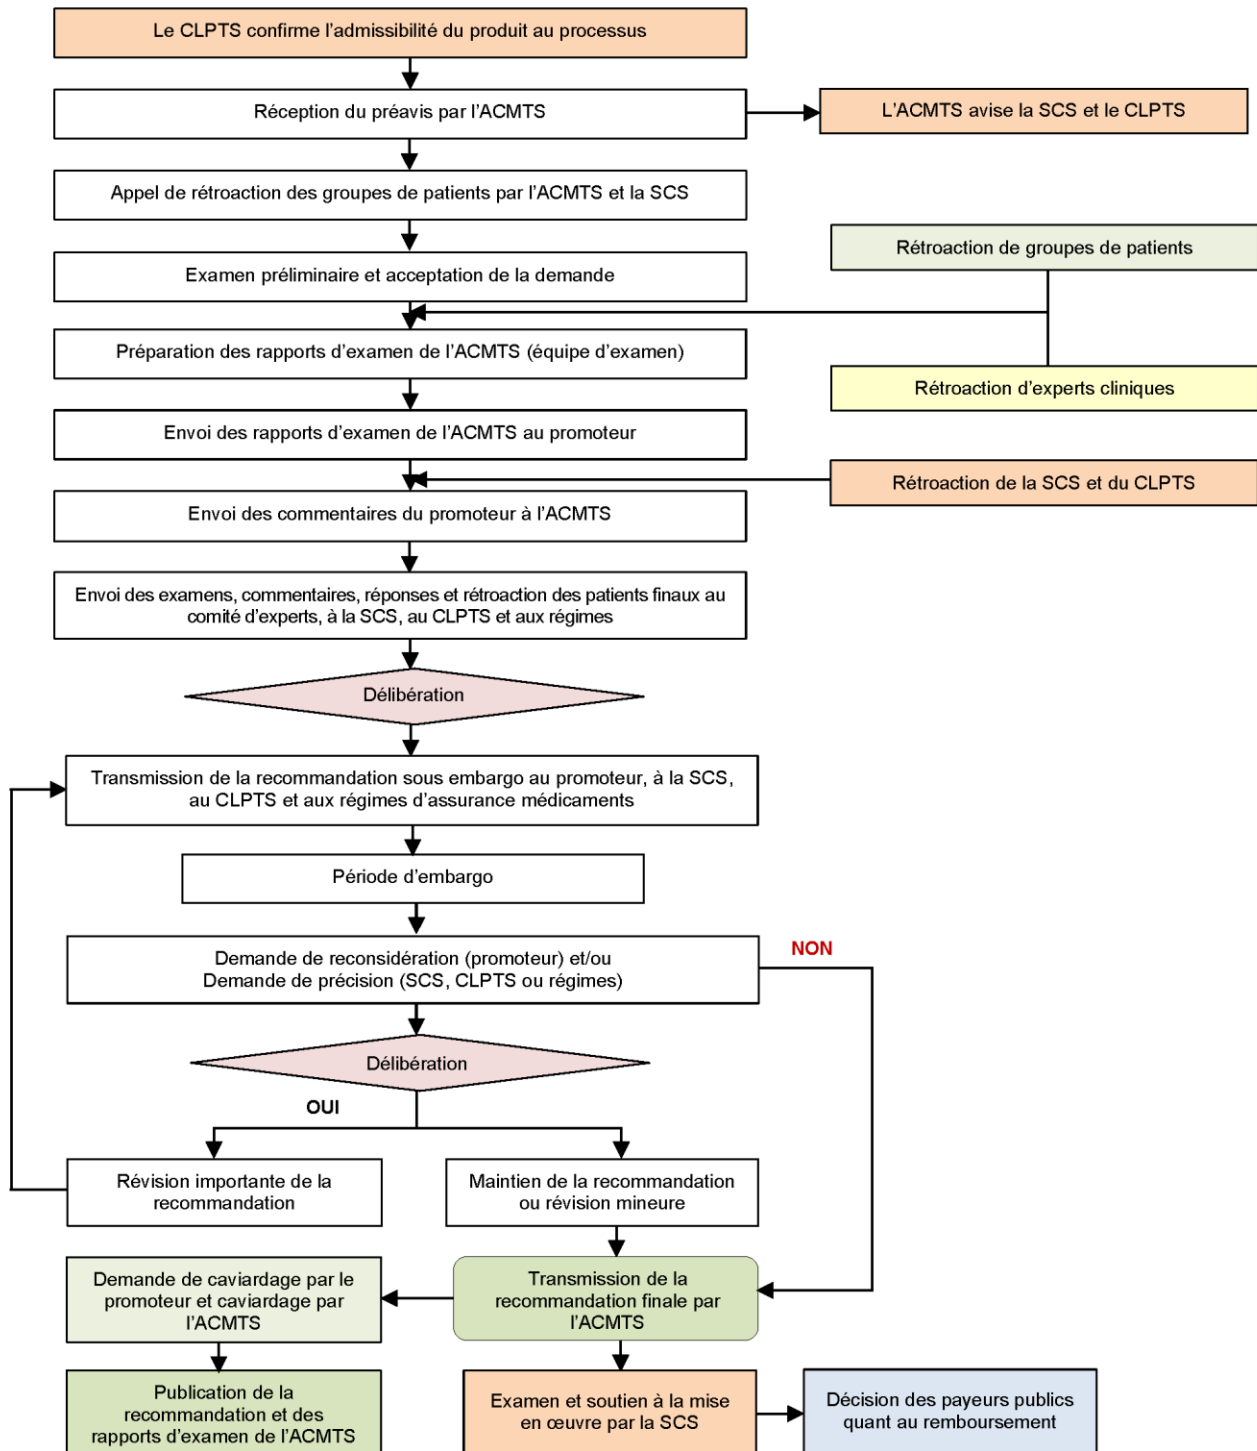 Le CLPTS confirme l'admissibilité du produit au processus
Réception du préavis par l'ACMTS
L'ACMTS avise la SCS et le CLPTS
Appel de rétroaction des groupes de patients par l'ACMTS et la SCS
Rétroaction de groupes de patients
Examen préliminaire et acceptation de la demande
Préparation des rapports d'examen de l'ACMTS (équipe d'examen)
Rétroaction d'experts cliniques
Envoi des rapports d'examen de l'ACMTS au promoteur
Rétroaction de la SCS et du CLPTS
Envoi des commentaires du promoteur à l'ACMTS
Envoi des examens, commentaires, réponses et rétroaction des patients finaux au
comité d'experts, à la SCS, au CLPTS et aux régimes
Délibération
Transmission de la recommandation sous embargo au promoteur, à la SCS,
au CLPTS et aux régimes d'assurance médicaments
Période d'embargo
Demande de reconsidération (promoteur) et/ou
Demande de précision (SCS, CLPTS ou régimes)
NON
Délibération
OUI
Révision importante de la
recommandation
Maintien de la recommandation
ou révision mineure
Demande de caviardage par le
promoteur et caviardage par
l'ACMTS
Transmission de la
recommandation finale par
l'ACMTS
Publication de la
recommandation et des
rapports d'examen de l'ACMTS
Examen et soutien à la mise
en œuvre par la SCS
Décision des payeurs publics
quant au remboursement